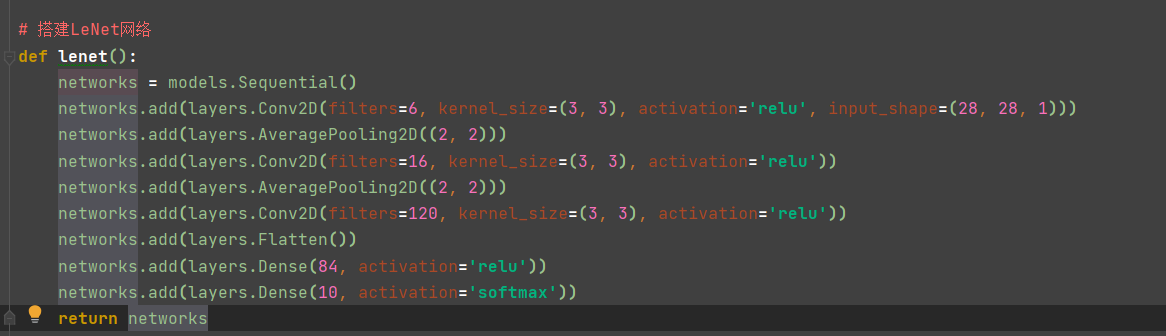 # 搭建LeNet网络
def lenet():
    networks = models.Sequential()
    networks.add(layers.Conv2D(filters=6, kernel_size=(3, 3), activation='relu', input_shape=(28, 28, 1)))
    networks.add(layers.AveragePooling2D((2, 2)))
    networks.add(layers.Conv2D(filters=16, kernel_size=(3, 3), activation='relu'))
    networks.add(layers.AveragePooling2D((2, 2)))
    networks.add(layers.Conv2D(filters=120, kernel_size=(3, 3), activation='relu'))
    networks.add(layers.Flatten())
    networks.add(layers.Dense(84, activation='relu'))
    networks.add(layers.Dense(10, activation='softmax'))
    return networks